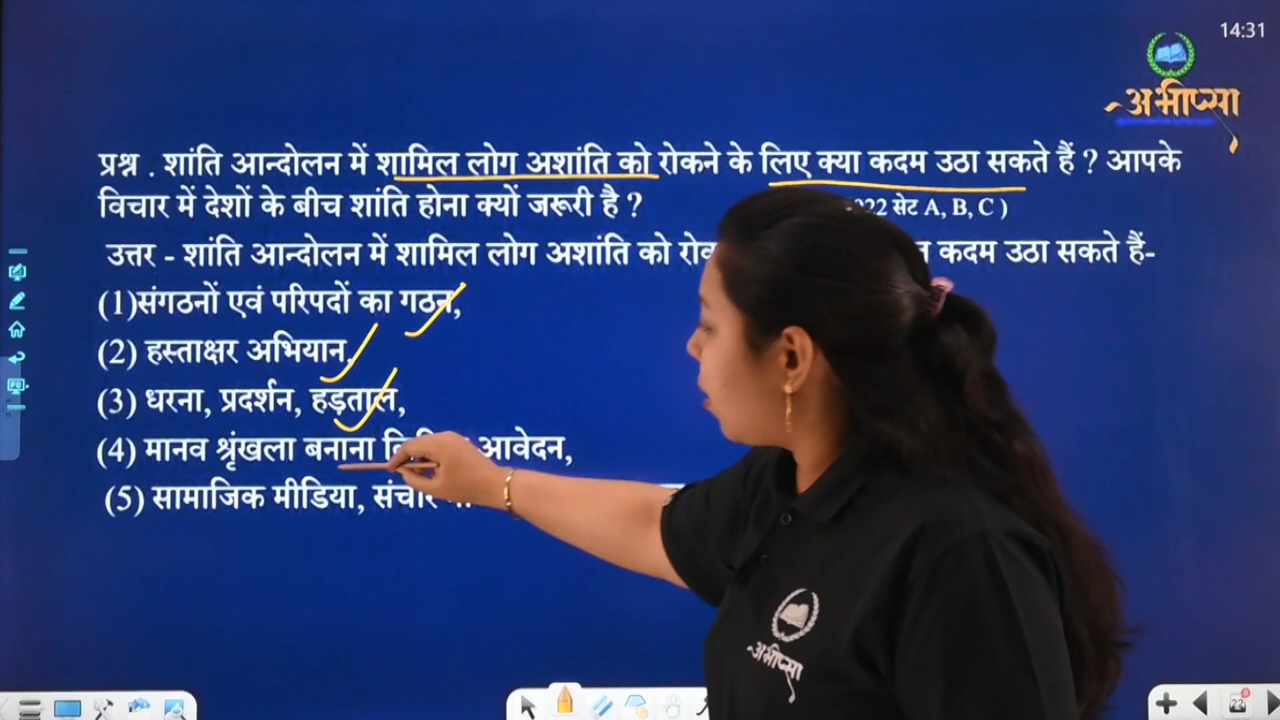 14:31
अभीप्सा
प्रश्न . शांति आन्दोलन में शामिल लोग अशांति को रोकने के लिए क्या कदम उठा सकते हैं ? आपके
विचार में देशों के बीच शांति होना क्यों जरूरी है ? 022 सेट A, B, C )
उत्तर - शांति आन्दोलन में शामिल लोग अशांति को कदम उठा सकते हैं-
(1)संगठनों एवं परिपदों का गठन,
(2) हस्ताक्षर अभियान,
(3) धरना, प्रदर्शन, हड़ताल,
(4) मानव श्रृंखला बनाना आवेदन,
(5) सामाजिक मीडिया, संचार
अभीप्सा